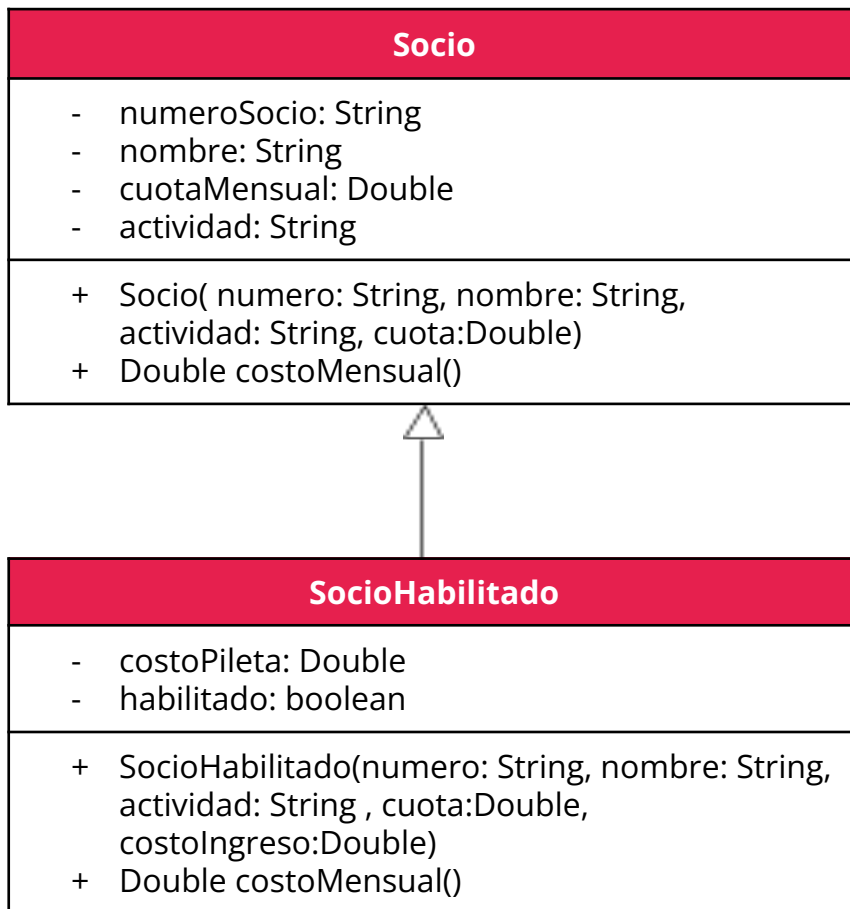 Socio
- numeroSocio: String
- nombre: String
- cuotaMensual: Double
- actividad: String
+ Socio( numero: String, nombre: String,
actividad: String, cuota:Double)
+ Double costoMensual()
SocioHabilitado
- costoPileta: Double
- habilitado: boolean
+ SocioHabilitado(numero: String, nombre: String,
actividad: String , cuota:Double,
costoIngreso:Double)
+ Double costoMensual()